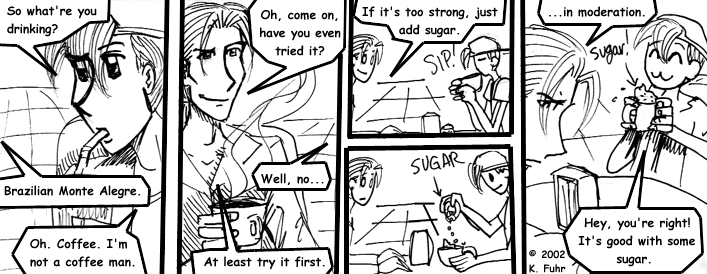 So what're you
drinking?
Brazilian Monte Alegre.
Oh. Coffee. I'm
not a coffee man.
Oh, come on,
have you even
tried it?
Well, no...
At least try it first.
If it's too strong, just
add sugar.
SIP!
SUGAR
...in moderation.
Sugar!
Hey, you're right!
It's good with some
sugar.
© 2002
K. Fuhr